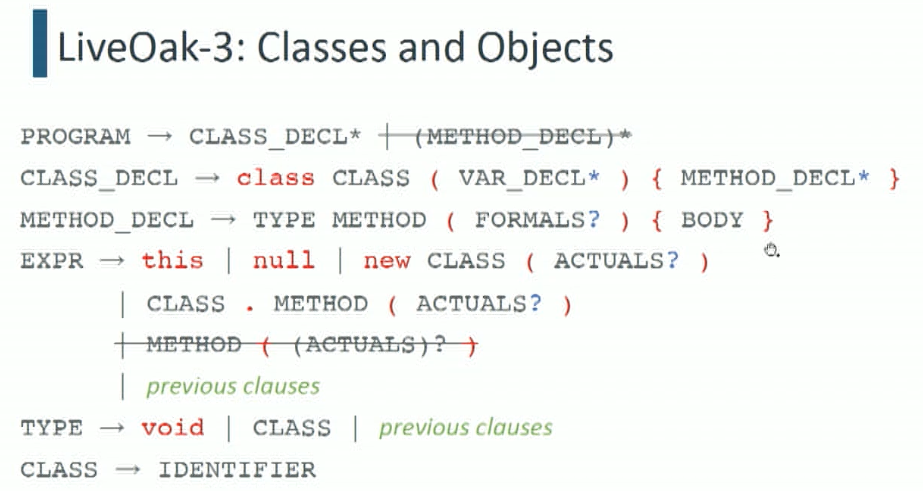 LiveOak-3: Classes and Objects
PROGRAM → CLASS_DECL* | (METHOD_DECL)*
CLASS_DECL → class CLASS ( VAR_DECL* ) { METHOD_DECL* }
METHOD_DECL → TYPE METHOD ( FORMALS? ) { BODY }
EXPR → this | null | new CLASS ( ACTUALS? )
| CLASS . METHOD ( ACTUALS? )
| METHOD ( (ACTUALS)? )
| previous clauses
TYPE → void | CLASS | previous clauses
CLASS → IDENTIFIER